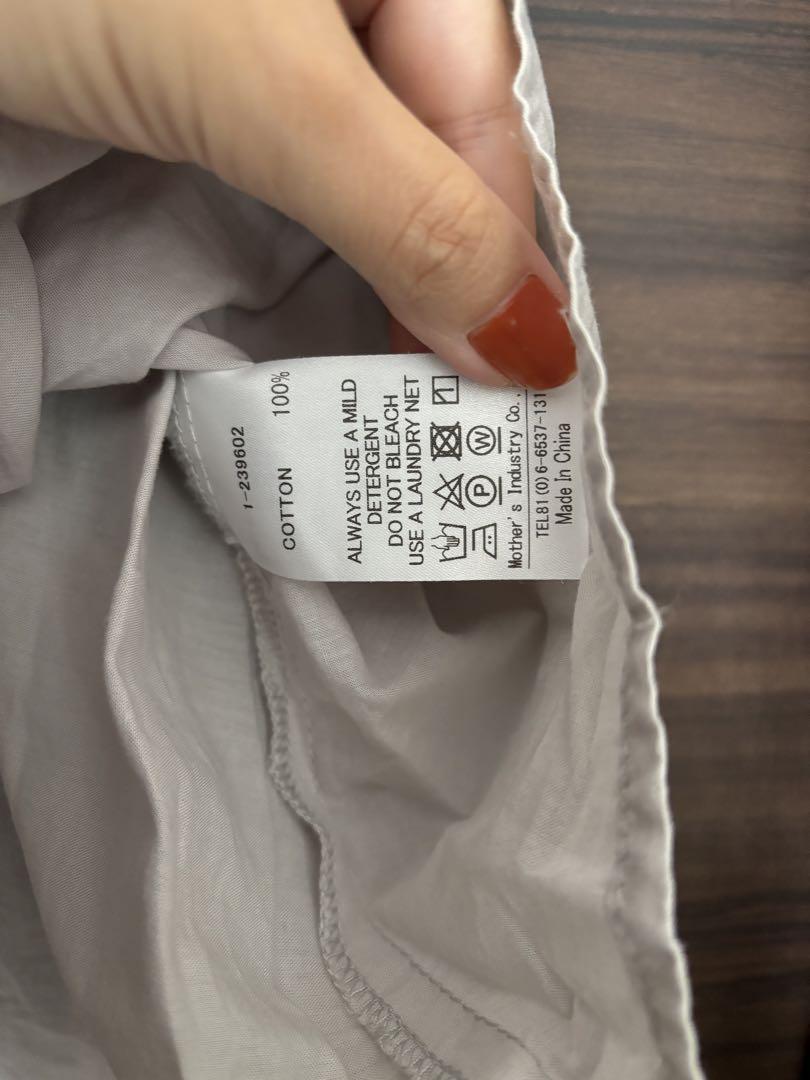 1-239602
COTTON 100%
ALWAYS USE A MILD
DETERGENT
DO NOT BLEACH
USE A LAUNDRY NET
P W
Mother's Industry Co.,
TEL81(0)6-6537-131
Made In China